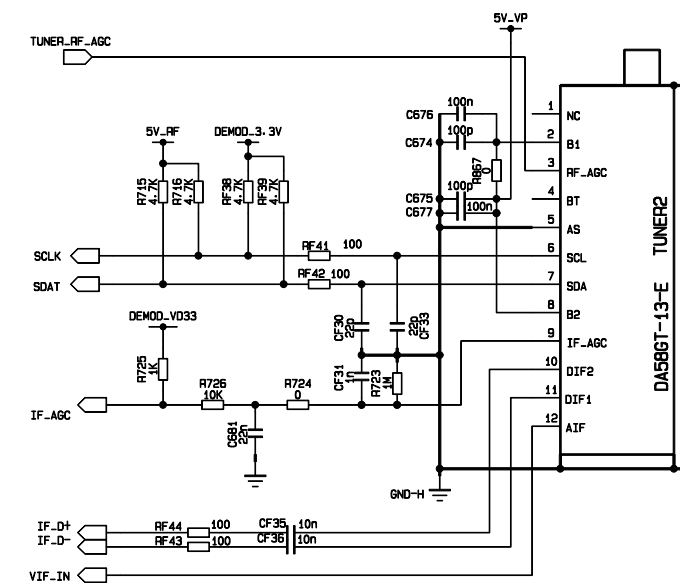 5V_VP
TUNER_RF_AGC
C676 100n
C674 100p
R867 0
C675 100p
C677 100n
5V_RF
DEMOD_3.3V
R715 4.7K
R716 4.7K
RF38 4.7K
RF39 4.7K
1 NC
2 B1
3 RF_AGC
4 BT
5 AS
6 SCL
7 SDA
8 B2
9 IF_AGC
10 DIF2
11 DIF1
12 AIF
DA58GT-13-E TUNER2
SCLK
RF41 100
SDAT
RF42 100
DEMOD_VD33
CF30 22p
22p CF33
R725 1K
CF31 1n
R723 1M
R726 10K
R724 0
IF_AGC
C681 22n
GND-H
IF_D+
RF44 100
CF35 10n
IF_D-
RF43 100
CF36 10n
VIF_IN